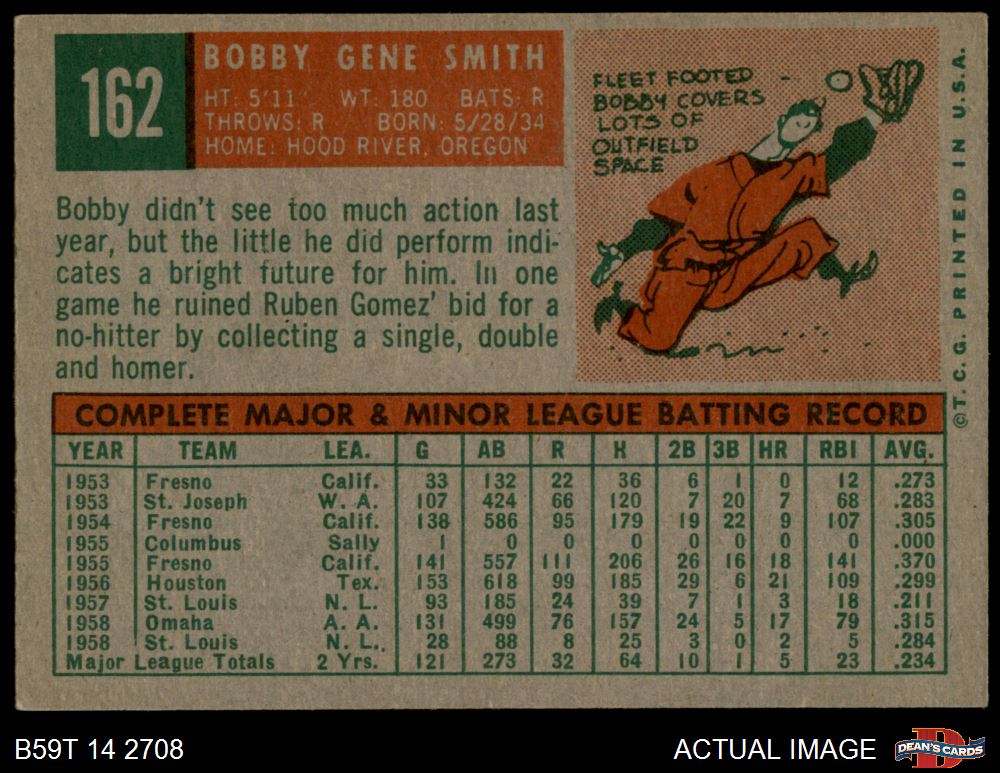 162
BOBBY GENE SMITH
HT: 5'11" WT: 180 BATS: R
THROWS: R BORN: 5/28/34
HOME: HOOD RIVER, OREGON
FLEET FOOTED
BOBBY COVERS
LOTS OF
OUTFIELD
SPACE
Bobby didn't see too much action last
year, but the little he did perform indi-
cates a bright future for him. In one
game he ruined Ruben Gomez' bid for a
no-hitter by collecting a single, double
and homer.
©T. C. G. PRINTED IN U.S.A.
COMPLETE MAJOR & MINOR LEAGUE BATTING RECORD
YEAR TEAM LEA. G AB R H 2B 3B HR RBI AVG.
1953 Fresno Calif. 33 132 22 36 6 1 0 12 .273
1953 St. Joseph W. A. 107 424 66 120 7 20 7 68 .283
1954 Fresno Calif. 138 586 95 179 19 22 9 107 .305
1955 Columbus Sally 1 0 0 0 0 0 0 0 .000
1955 Fresno Calif. 141 557 111 206 26 16 18 141 .370
1956 Houston Tex. 153 618 99 185 29 6 21 109 .299
1957 St. Louis N. L. 93 185 24 39 7 1 3 18 .211
1958 Omaha A. A. 131 499 76 157 24 5 17 79 .315
1958 St. Louis N. L. 28 88 8 25 3 0 2 5 .284
Major League Totals 2 Yrs. 121 273 32 64 10 1 5 23 .234
B59T 14 2708
ACTUAL IMAGE
D
DEAN'S CARDS